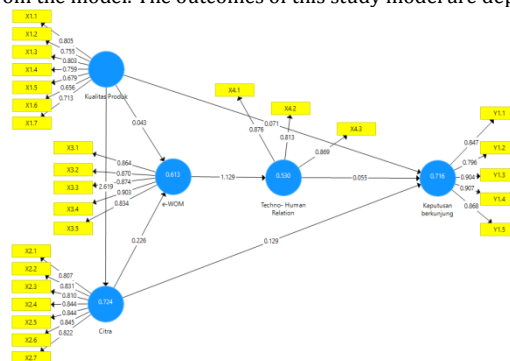 om the model. The outcomes of this study model are dep
X1.1
X1.2
X1.3
X1.4
X1.5
X1.6
X1.7
0.805
0.755
0.803
0.759
0.679
0.656
0.713
Kualitas Produk
0.043
X4.1
X4.2
X4.3
0.876
0.813
0.869
0.071
Y1.1
Y1.2
Y1.3
Y1.4
Y1.5
0.847
0.796
0.904
0.907
0.868
X3.1
X3.2
X3.3
X3.4
X3.5
0.864
0.870
0.874
0.903
0.834
2.619
0.613
e-WOM
1.129
0.530
Techno- Human
Relation
0.055
0.716
Keputusan
berkunjung
0.226
0.129
X2.1
X2.2
X2.3
X2.4
X2.5
X2.6
X2.7
0.807
0.831
0.810
0.844
0.844
0.845
0.822
0.724
Citra